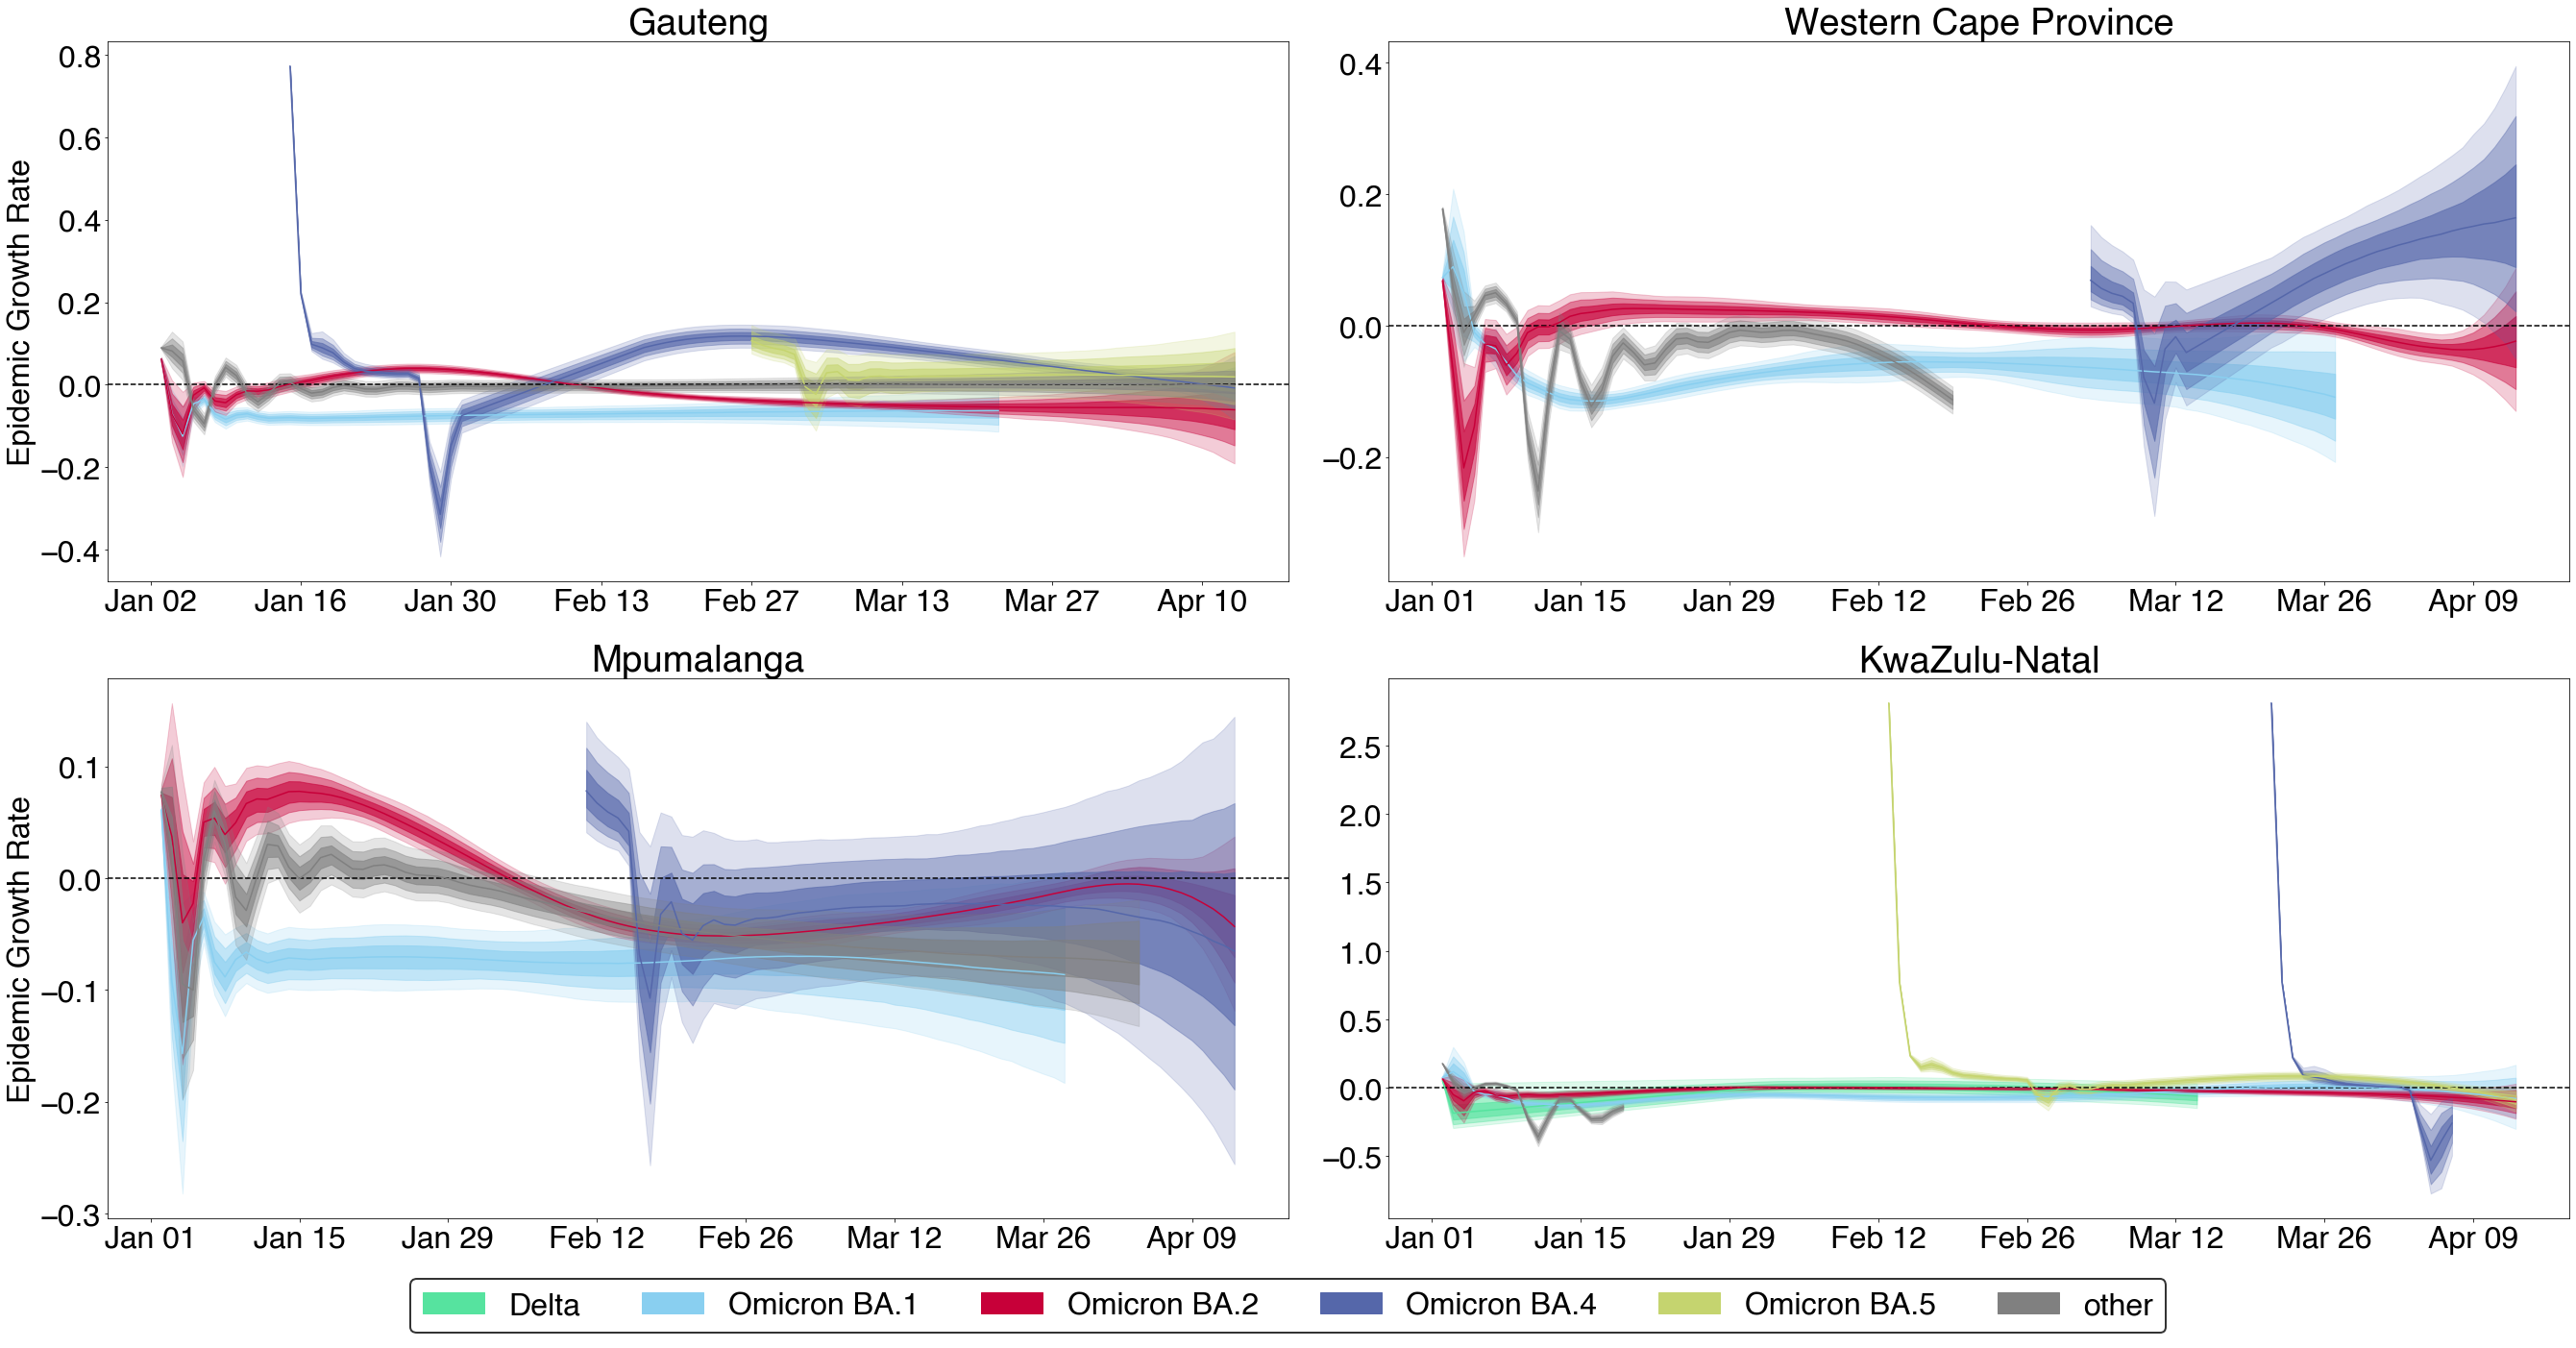 Gauteng
Epidemic Growth Rate
0.8
0.6
0.4
0.2
0.0
−0.2
−0.4
Jan 02 Jan 16 Jan 30 Feb 13 Feb 27 Mar 13 Mar 27 Apr 10
Western Cape Province
0.4
0.2
0.0
−0.2
Jan 01 Jan 15 Jan 29 Feb 12 Feb 26 Mar 12 Mar 26 Apr 09
Mpumalanga
Epidemic Growth Rate
0.1
0.0
−0.1
−0.2
−0.3
Jan 01 Jan 15 Jan 29 Feb 12 Feb 26 Mar 12 Mar 26 Apr 09
KwaZulu-Natal
2.5
2.0
1.5
1.0
0.5
0.0
−0.5
Jan 01 Jan 15 Jan 29 Feb 12 Feb 26 Mar 12 Mar 26 Apr 09
Delta Omicron BA.1 Omicron BA.2 Omicron BA.4 Omicron BA.5 other